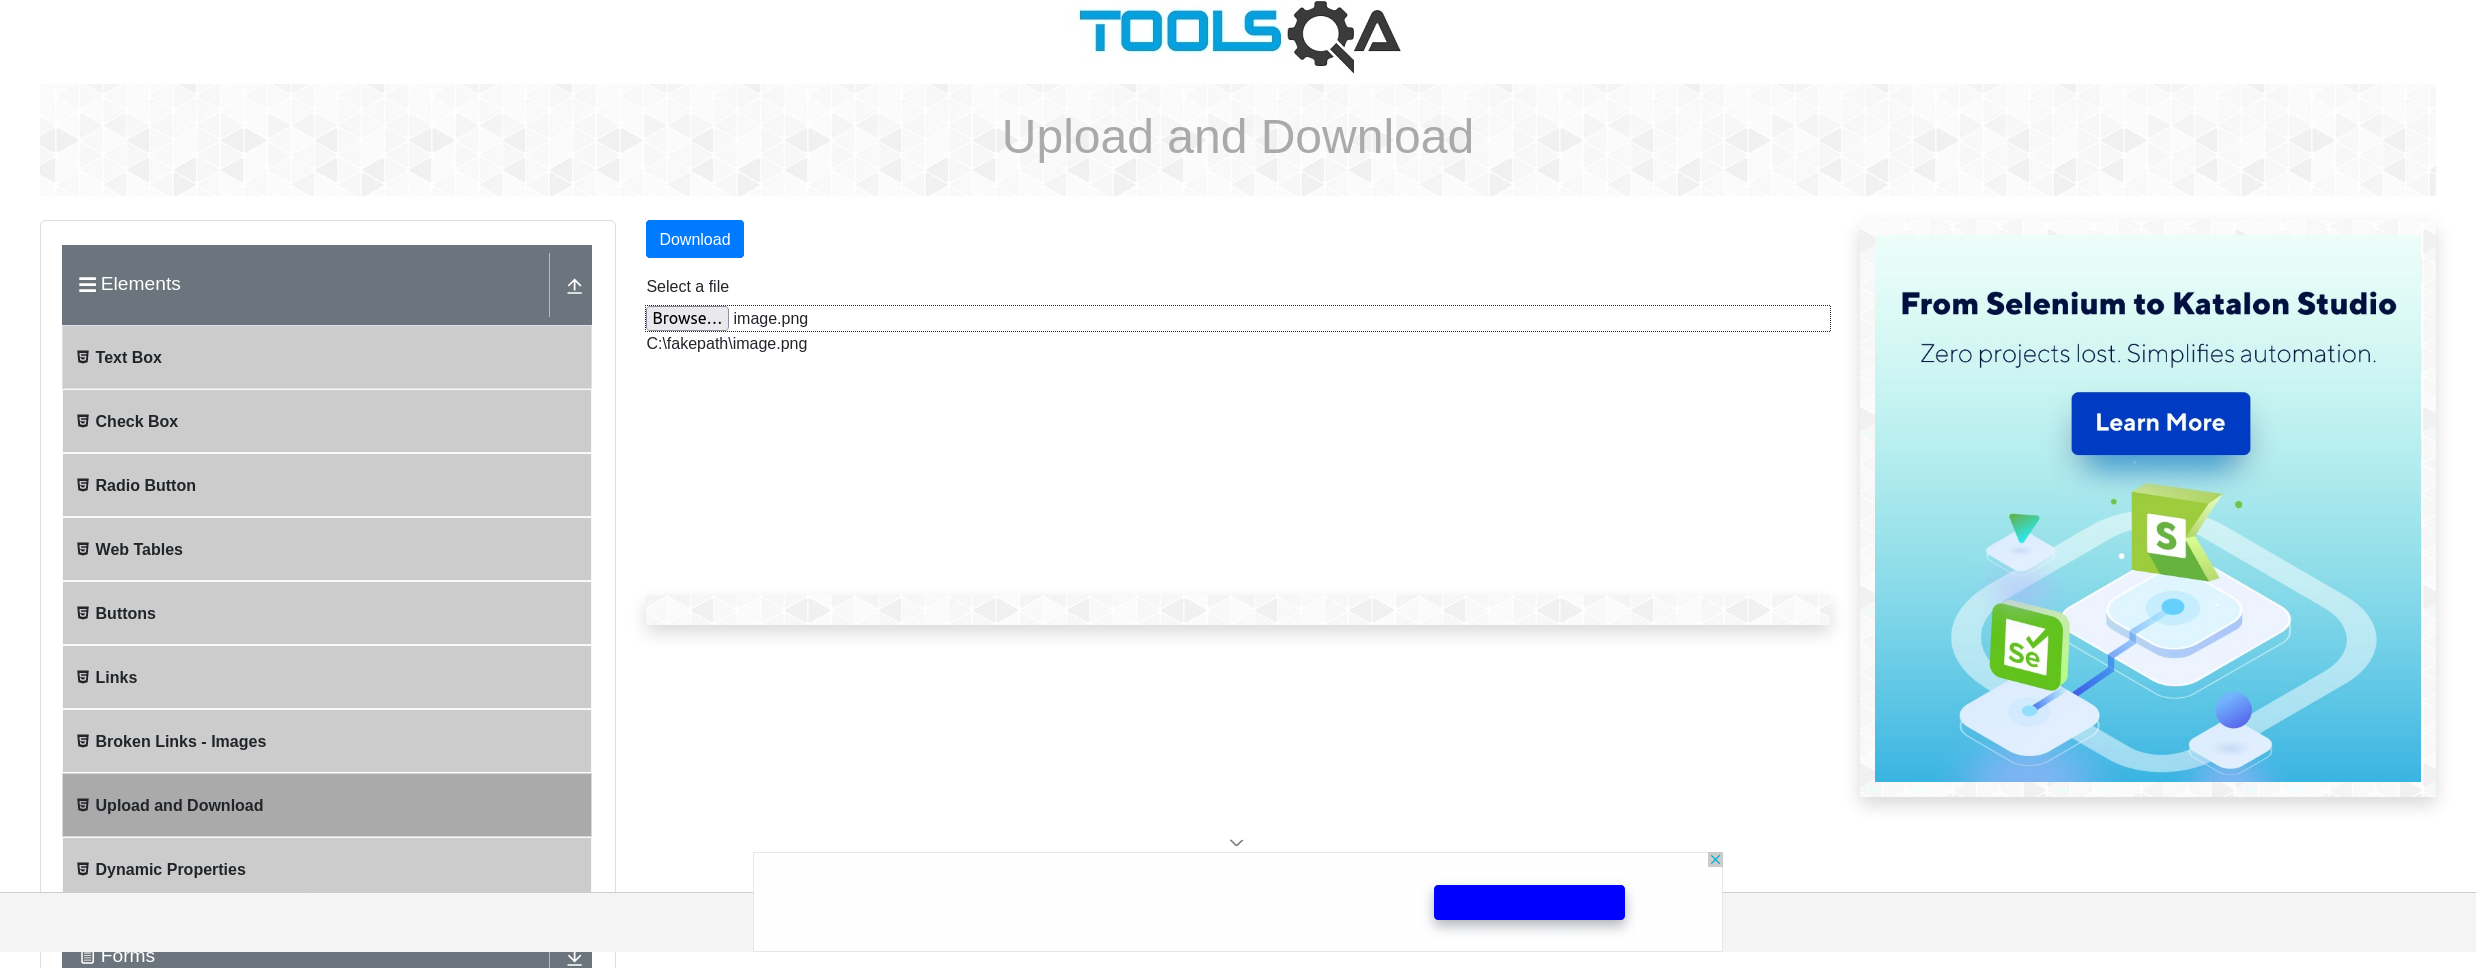 TOOLSQA
Upload and Download
Elements
Text Box
Check Box
Radio Button
Web Tables
Buttons
Links
Broken Links - Images
Upload and Download
Dynamic Properties
Forms
Download
Select a file
Browse... image.png
C:\fakepath\image.png
From Selenium to Katalon Studio
Zero projects lost. Simplifies automation.
Learn More
S
Se